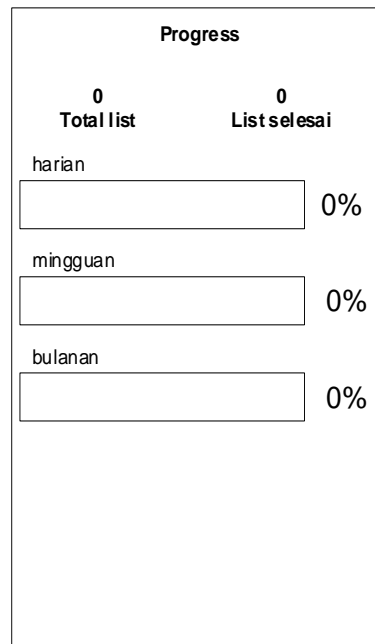 Progress
0 0
Total list List selesai
harian
0%
mingguan
0%
bulanan
0%